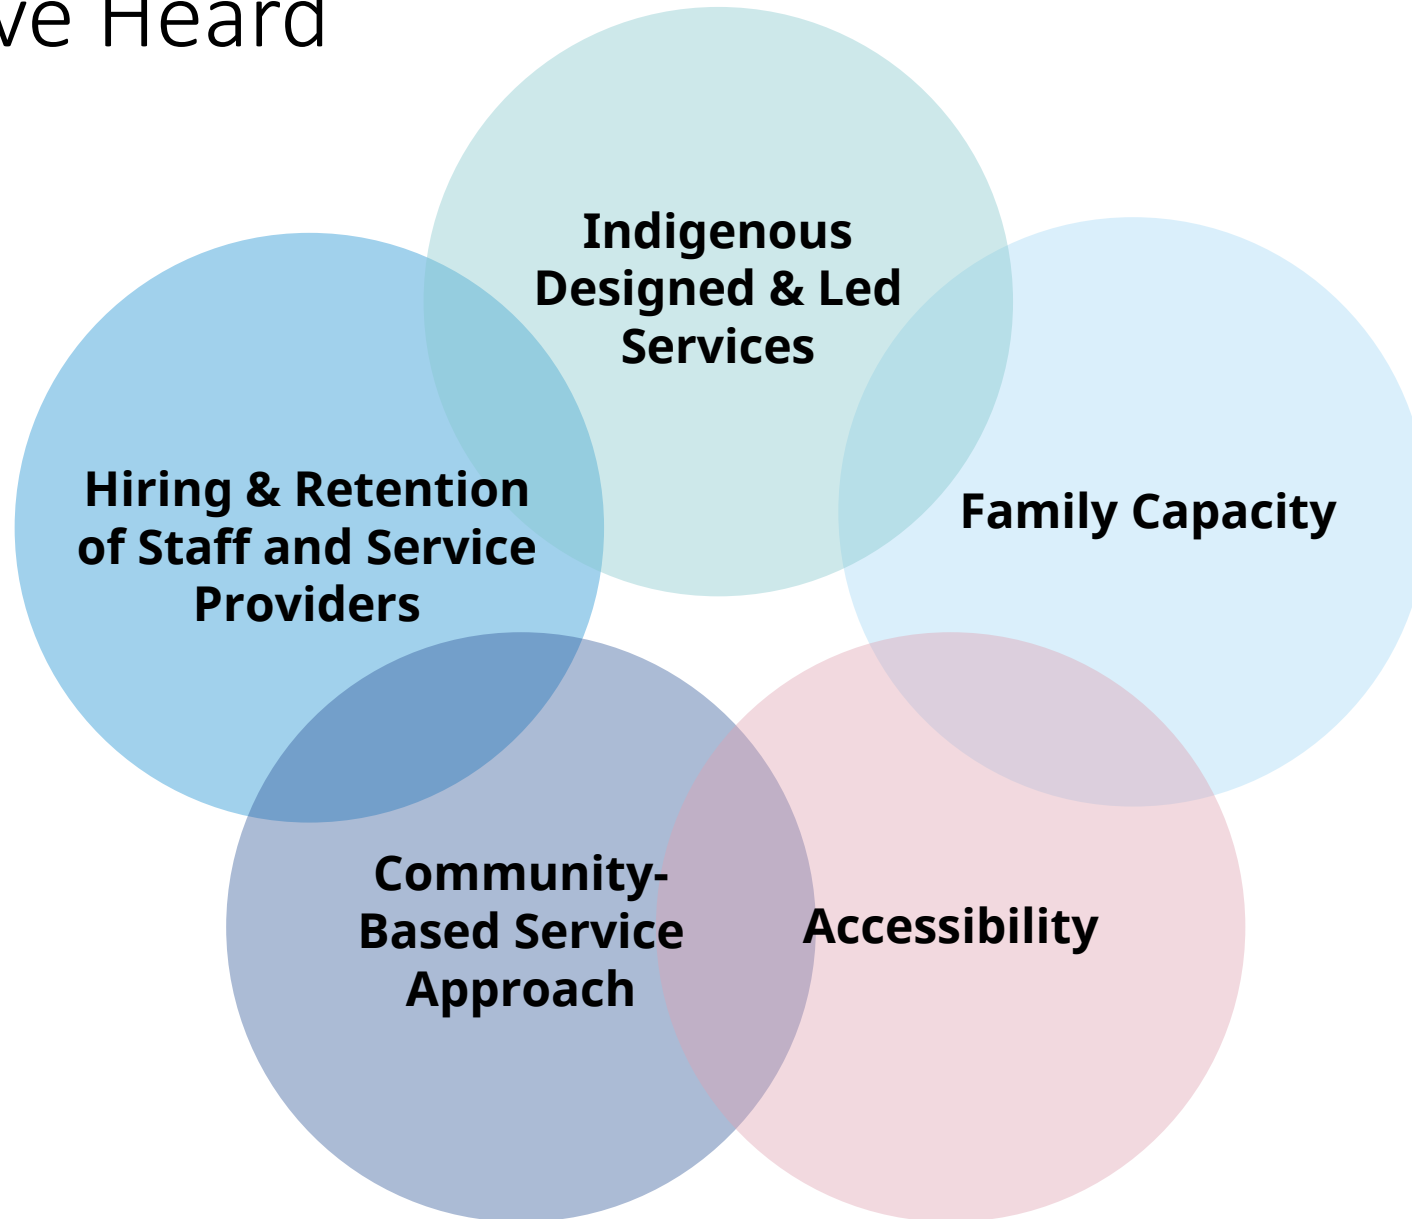 ve Heard
Indigenous
Designed & Led
Services
Hiring & Retention
of Staff and Service
Providers
Family Capacity
Community-
Based Service
Approach
Accessibility